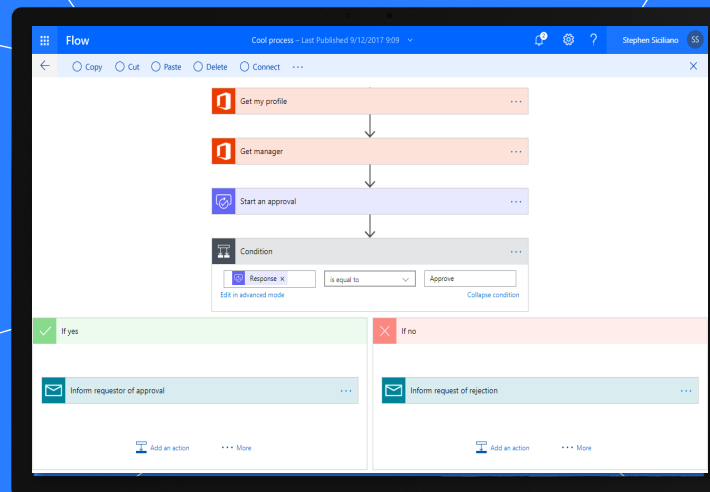 Flow
Cool process – Last Published 9/12/2017 9:09
2
?
Stephen Siciliano
SS
Copy
Cut
Paste
Delete
Connect
Get my profile
Get manager
Start an approval
Condition
Response x
is equal to
Approve
Edit in advanced mode
Collapse condition
If yes
If no
Inform requestor of approval
Inform request of rejection
Add an action
More
Add an action
More